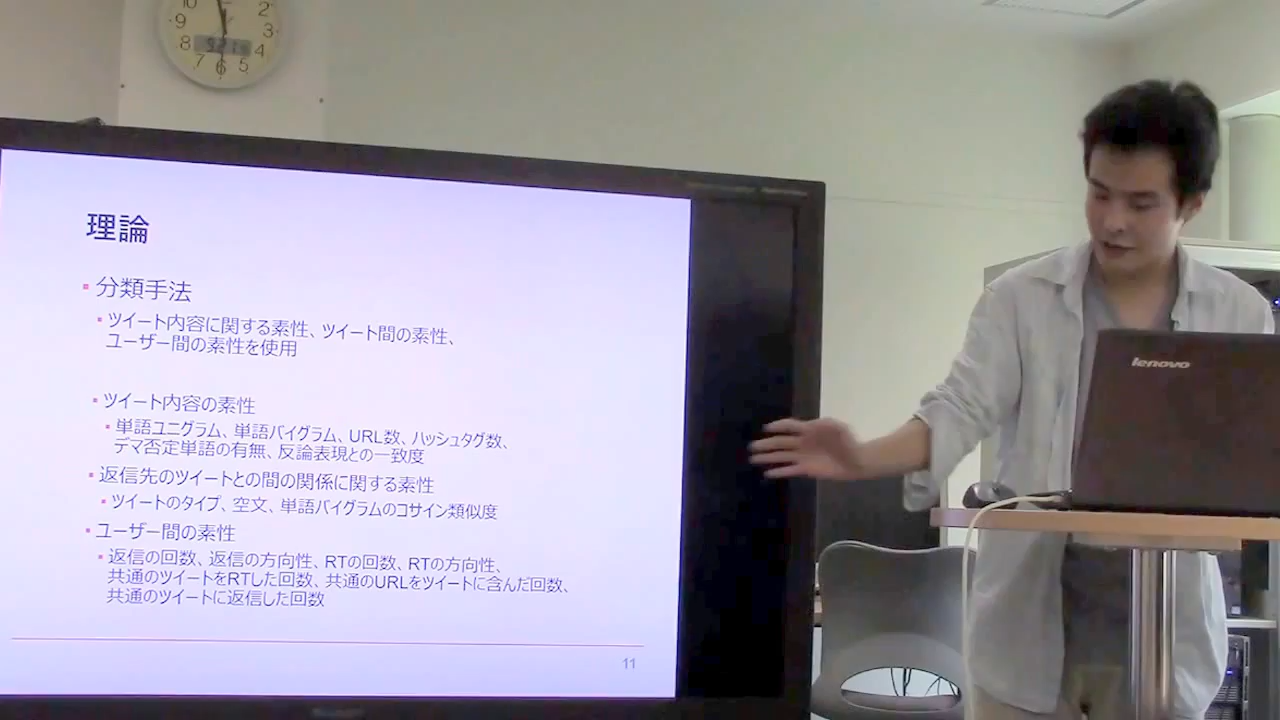 10 2
9 3
8 4
7 6 5
理論
分類手法
ツイート内容に関する素性、ツイート間の素性、
ユーザー間の素性を使用
ツイート内容の素性
単語ユニグラム、単語バイグラム、URL数、ハッシュタグ数、
デマ否定単語の有無、反論表現との一致度
返信先のツイートとの間の関係に関する素性
ツイートのタイプ、空文、単語バイグラムのコサイン類似度
ユーザー間の素性
返信の回数、返信の方向性、RTの回数、RTの方向性、
共通のツイートをRTした回数、共通のURLをツイートに含んだ回数、
共通のツイートに返信した回数
11
lenovo